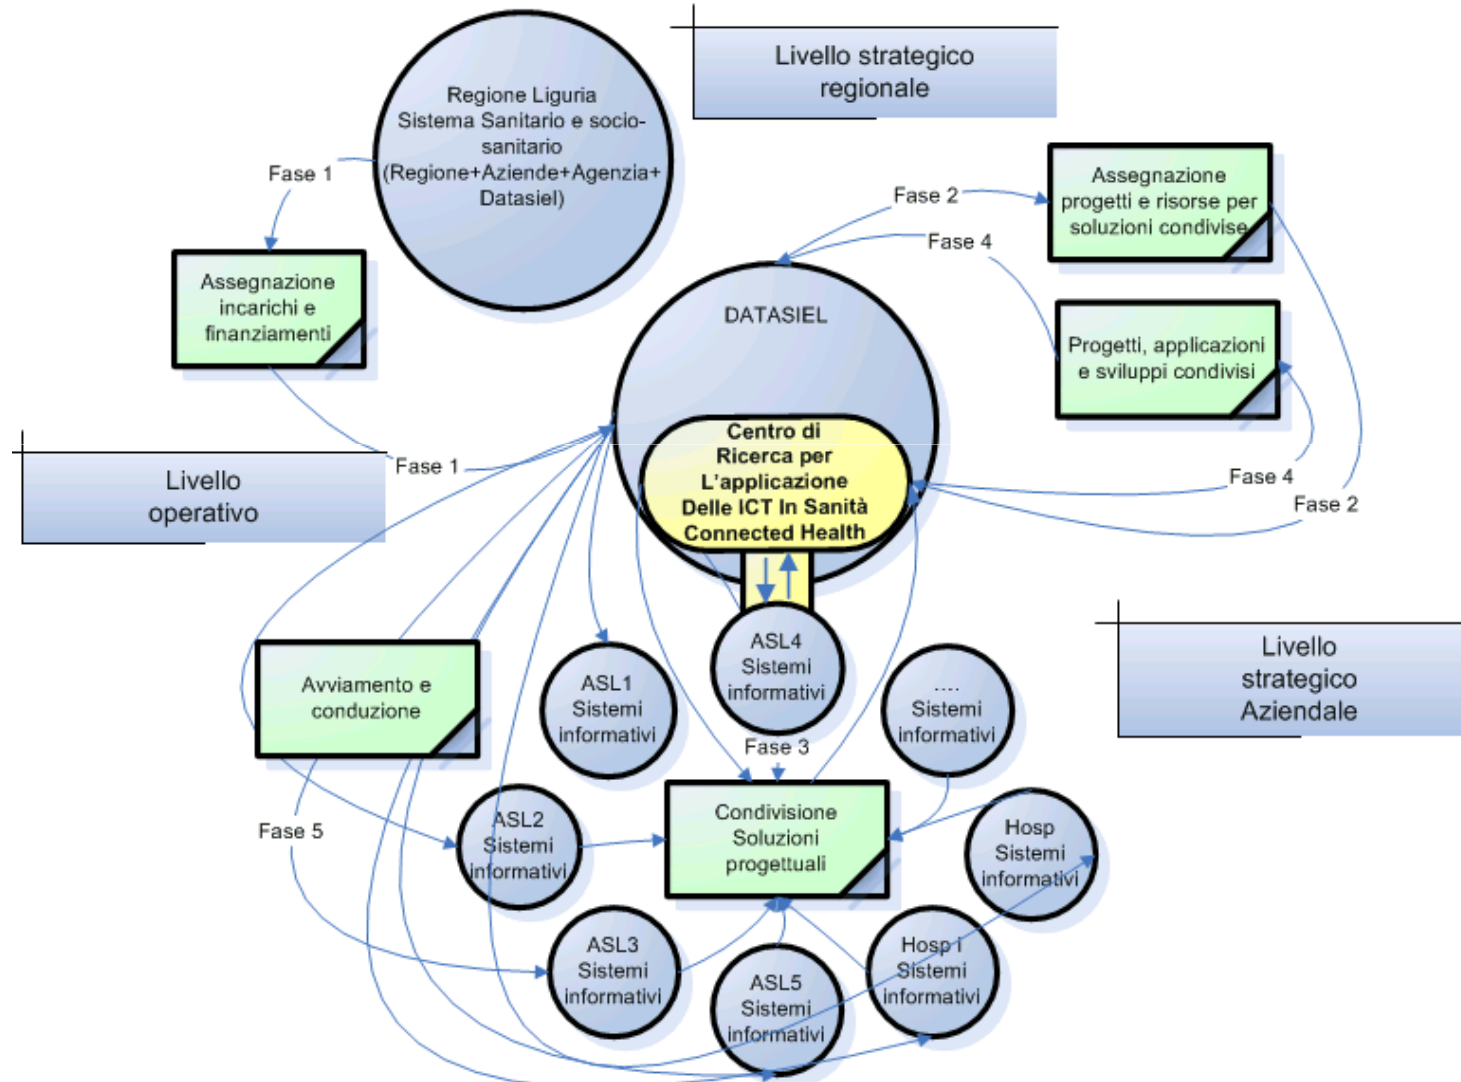 Livello strategico
regionale
Regione Liguria
Sistema Sanitario e socio-
sanitario
(Regione+Aziende+Agenzia+
Datasiel)
Fase 1
Assegnazione
progetti e risorse per
soluzioni condivise
Fase 2
Fase 4
Assegnazione
incarichi e
finanziamenti
DATASIEL
Progetti, applicazioni
e sviluppi condivisi
Fase 1
Livello
operativo
Centro di
Ricerca per
L'applicazione
Delle ICT In Sanità
Connected Health
Fase 4
Fase 2
ASL4
Sistemi
informativi
Livello
strategico
Aziendale
Avviamento e
conduzione
ASL1
Sistemi
informativi
....
Sistemi
informativi
Fase 3
Condivisione
Soluzioni
progettuali
Fase 5
ASL2
Sistemi
informativi
Hosp
Sistemi
informativi
ASL3
Sistemi
informativi
ASL5
Sistemi
informativi
Hosp I
Sistemi
informativi